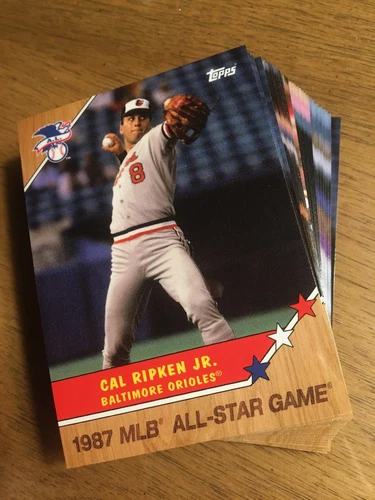 Topps
8
CAL RIPKEN JR.
BALTIMORE ORIOLES®
1987 MLB® ALL-STAR GAME®